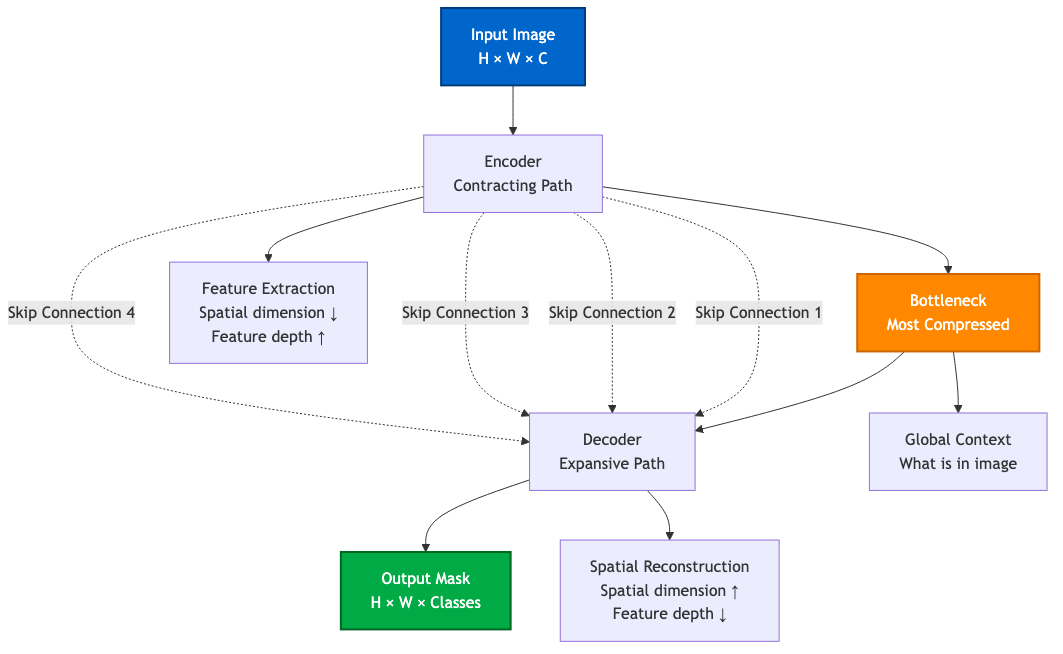 Input Image
H × W × C
Encoder
Contracting Path
Feature Extraction
Spatial dimension ↓
Feature depth ↑
Skip Connection 4
Skip Connection 3
Skip Connection 2
Skip Connection 1
Bottleneck
Most Compressed
Decoder
Expansive Path
Global Context
What is in image
Output Mask
H × W × Classes
Spatial Reconstruction
Spatial dimension ↑
Feature depth ↓